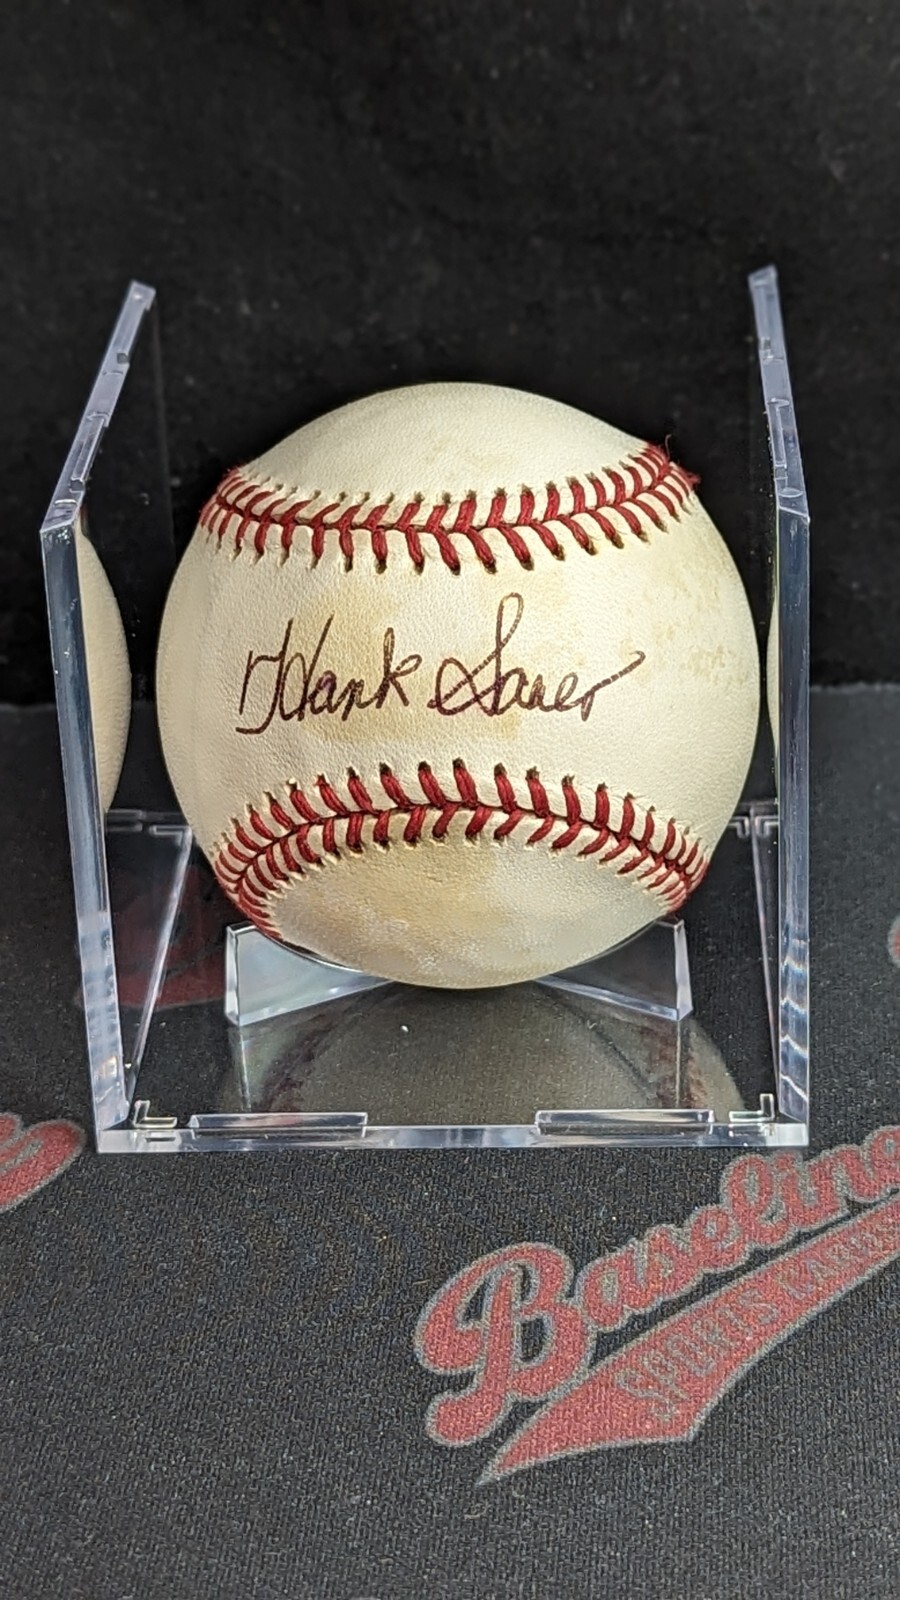 Hank Sauer
Baseline
SPORTS CARDS